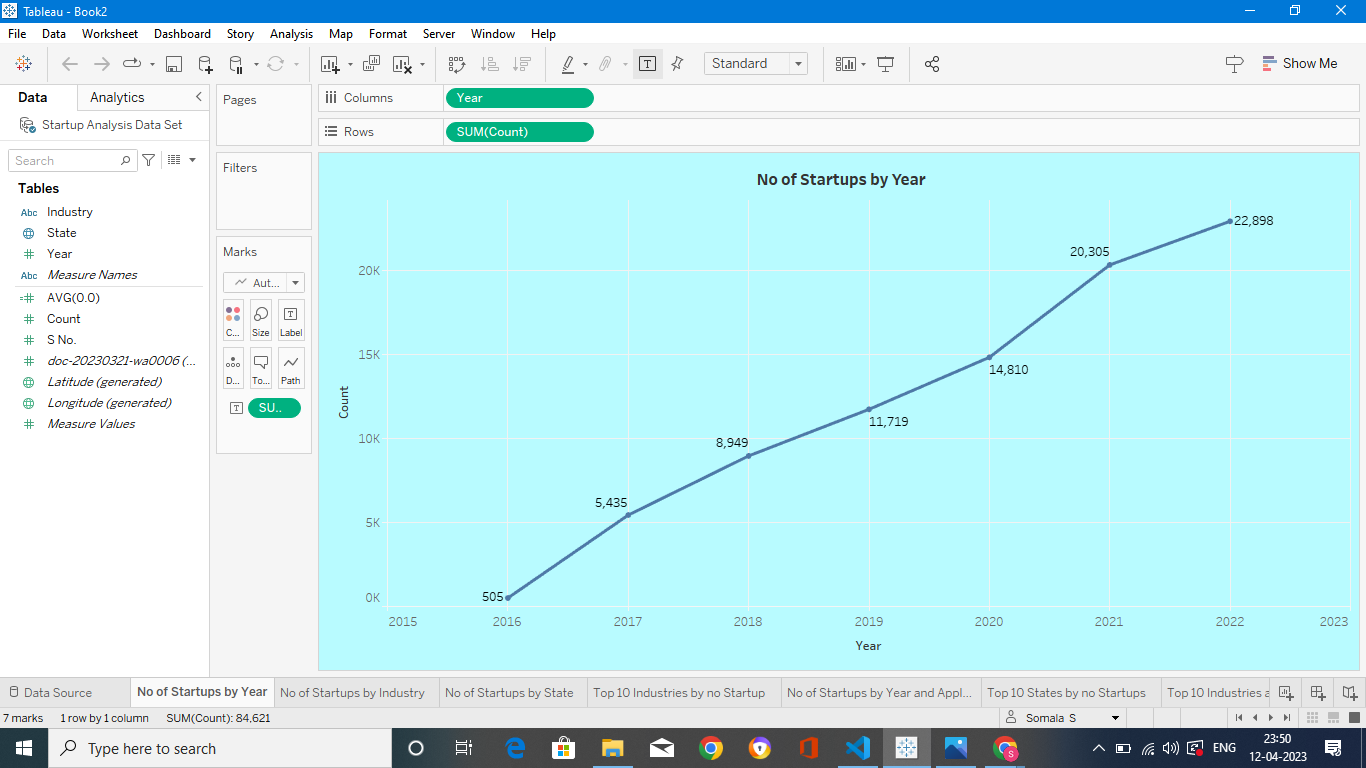 Tableau - Book2
File Data Worksheet Dashboard Story Analysis Map Format Server Window Help
Standard
Show Me
Data Analytics
Startup Analysis Data Set
Search
Tables
Abc Industry
State
Year
Abc Measure Names
AVG(0.0)
Count
S No.
doc-20230321-wa0006 (...
Latitude (generated)
Longitude (generated)
Measure Values
Pages
Filters
Marks
Aut...
C... Size Label
D... To... Path
SU..
Columns Year
Rows SUM(Count)
No of Startups by Year
22,898
20,305
20K
15K
14,810
Count
11,719
10K
8,949
5,435
5K
505
0K
2015 2016 2017 2018 2019 2020 2021 2022 2023
Year
Data Source No of Startups by Year No of Startups by Industry No of Startups by State Top 10 Industries by no Startup No of Startups by Year and Appl... Top 10 States by no Startups Top 10 Industries a
7 marks 1 row by 1 column SUM(Count): 84,621 Somala S
Type here to search
S
ENG
23:50
12-04-2023